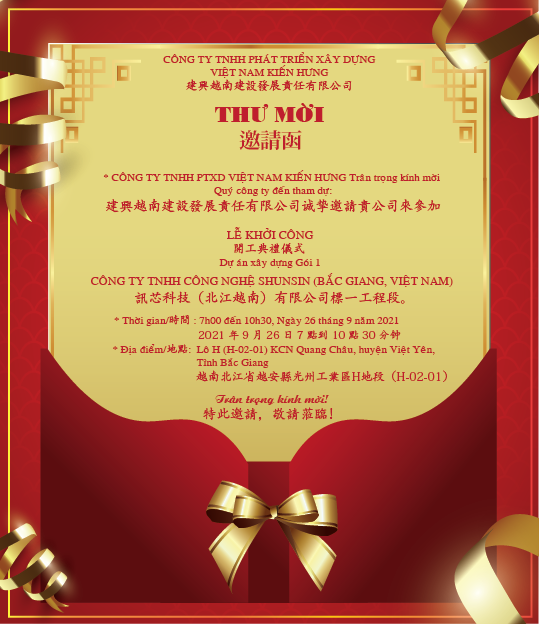 CÔNG TY TNHH PHÁT TRIỂN XÂY DỰNG
VIỆT NAM KIẾN HƯNG
建興越南建設發展責任有限公司
THƯ MỜI
邀請函
* CÔNG TY TNHH PTXD VIỆT NAM KIẾN HƯNG Trân trọng kính mời
Quý công ty đến tham dự:
建興越南建設發展責任有限公司誠摯邀請貴公司來參加
LỄ KHỞI CÔNG
開工典禮儀式
Dự án xây dựng Gói 1
CÔNG TY TNHH CÔNG NGHỆ SHUNSIN (BẮC GIANG, VIỆT NAM)
訊芯科技（北江越南）有限公司標一工程段。
* Thời gian/時間 : 7h00 đến 10h30, Ngày 26 tháng 9 năm 2021
2021 年 9 月 26 日 7 點到 10 點 30 分钟
* Địa điểm/地點: Lô H (H-02-01) KCN Quang Châu, huyện Việt Yên,
Tỉnh Bắc Giang
越南北江省越安縣光州工業區H地段（H-02-01）
Trân trọng kính mời!
特此邀請，敬請蒞臨！